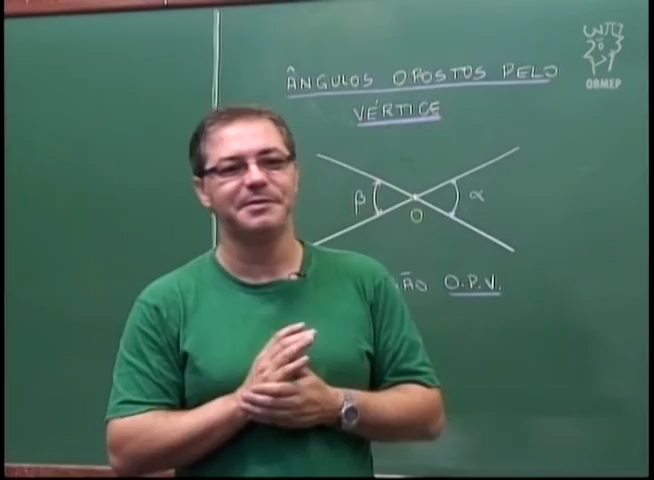 ÂNGULOS OPOSTOS PELO
VÉRTICE
β O α
O.P.V.
OBMEP